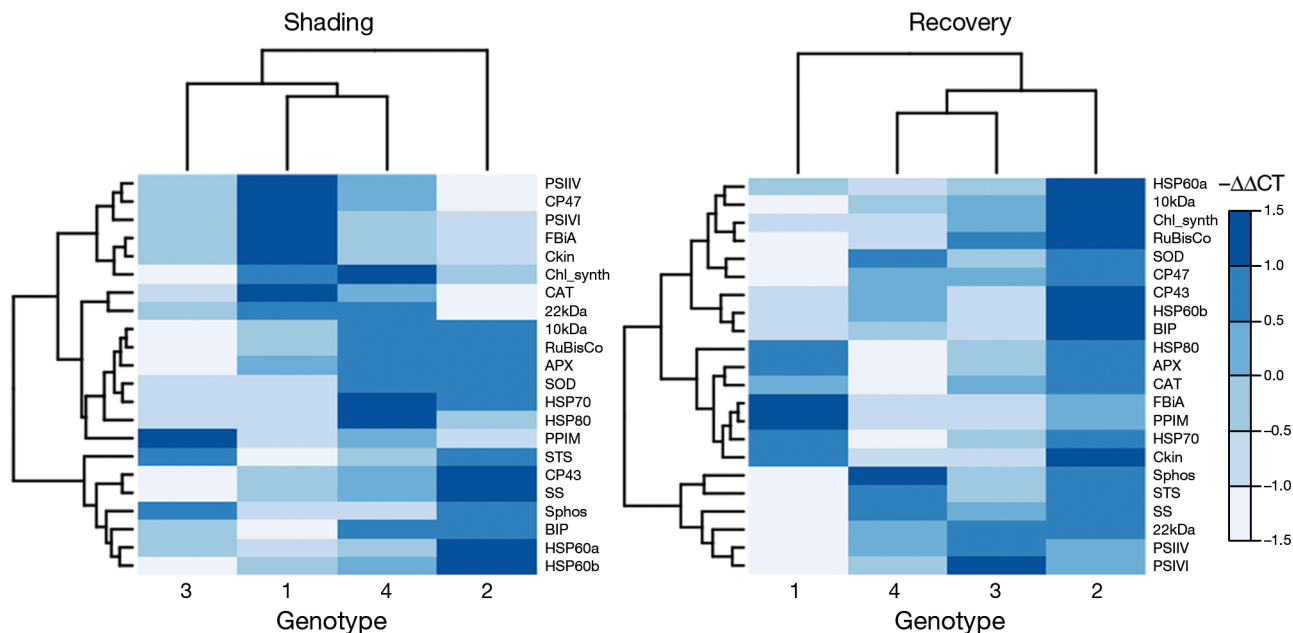 Shading
PSIIV
CP47
PSIVI
FBiA
Ckin
Chl_synth
CAT
22kDa
10kDa
RuBisCo
APX
SOD
HSP70
HSP80
PPIM
STS
CP43
SS
Sphos
BIP
HSP60a
HSP60b
3 1 4 2
Genotype
Recovery
HSP60a
10kDa
Chl_synth
RuBisCo
SOD
CP47
CP43
HSP60b
BIP
HSP80
APX
CAT
FBiA
PPIM
HSP70
Ckin
Sphos
STS
SS
22kDa
PSIIV
PSIVI
1 4 3 2
Genotype
−ΔΔCT
1.5
1.0
0.5
0.0
−0.5
−1.0
−1.5